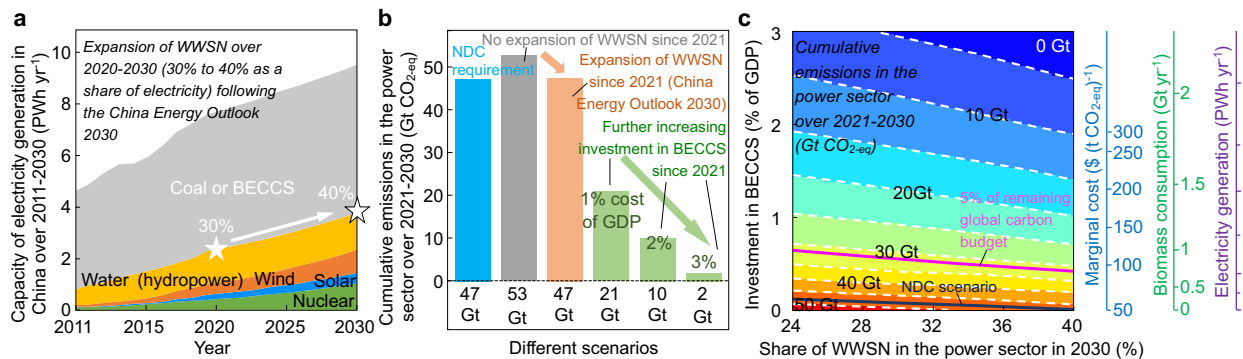 a
Capacity of electricity generation in
China over 2011-2030 (PWh yr⁻¹)
10
8
6
4
2
0
Expansion of WWSN over
2020-2030 (30% to 40% as a
share of electricity) following
the China Energy Outlook
2030
Coal or BECCS
40%
30%
Water (hydropower)
Wind
Solar
Nuclear
2011
2015
2020
2025
2030
Year
b
Cumulative emissions in the power
sector over 2021-2030 (Gt CO2-eq)
50
40
30
20
10
0
No expansion of WWSN since 2021
NDC
requirement
Expansion of WWSN
since 2021 (China
Energy Outlook 2030)
Further increasing
investment in BECCS
since 2021
1% cost
of GDP
2%
3%
47 53 47 21 10 2
Gt Gt Gt Gt Gt Gt
Different scenarios
c
Investment in BECCS (% of GDP)
3
2
1
0
Cumulative
emissions in the
power sector
over 2021-2030
(Gt CO2-eq)
0 Gt
10 Gt
20Gt
5% of remaining
global carbon
budget
30 Gt
40 Gt
NDC scenario
50 Gt
24 28 32 36 40
Share of WWSN in the power sector in 2030 (%)
Marginal cost ($ (t CO2-eq)⁻¹)
300
250
200
150
100
50
Biomass consumption (Gt yr⁻¹)
2
1.5
1
0.5
0
Electricity generation (PWh yr⁻¹)